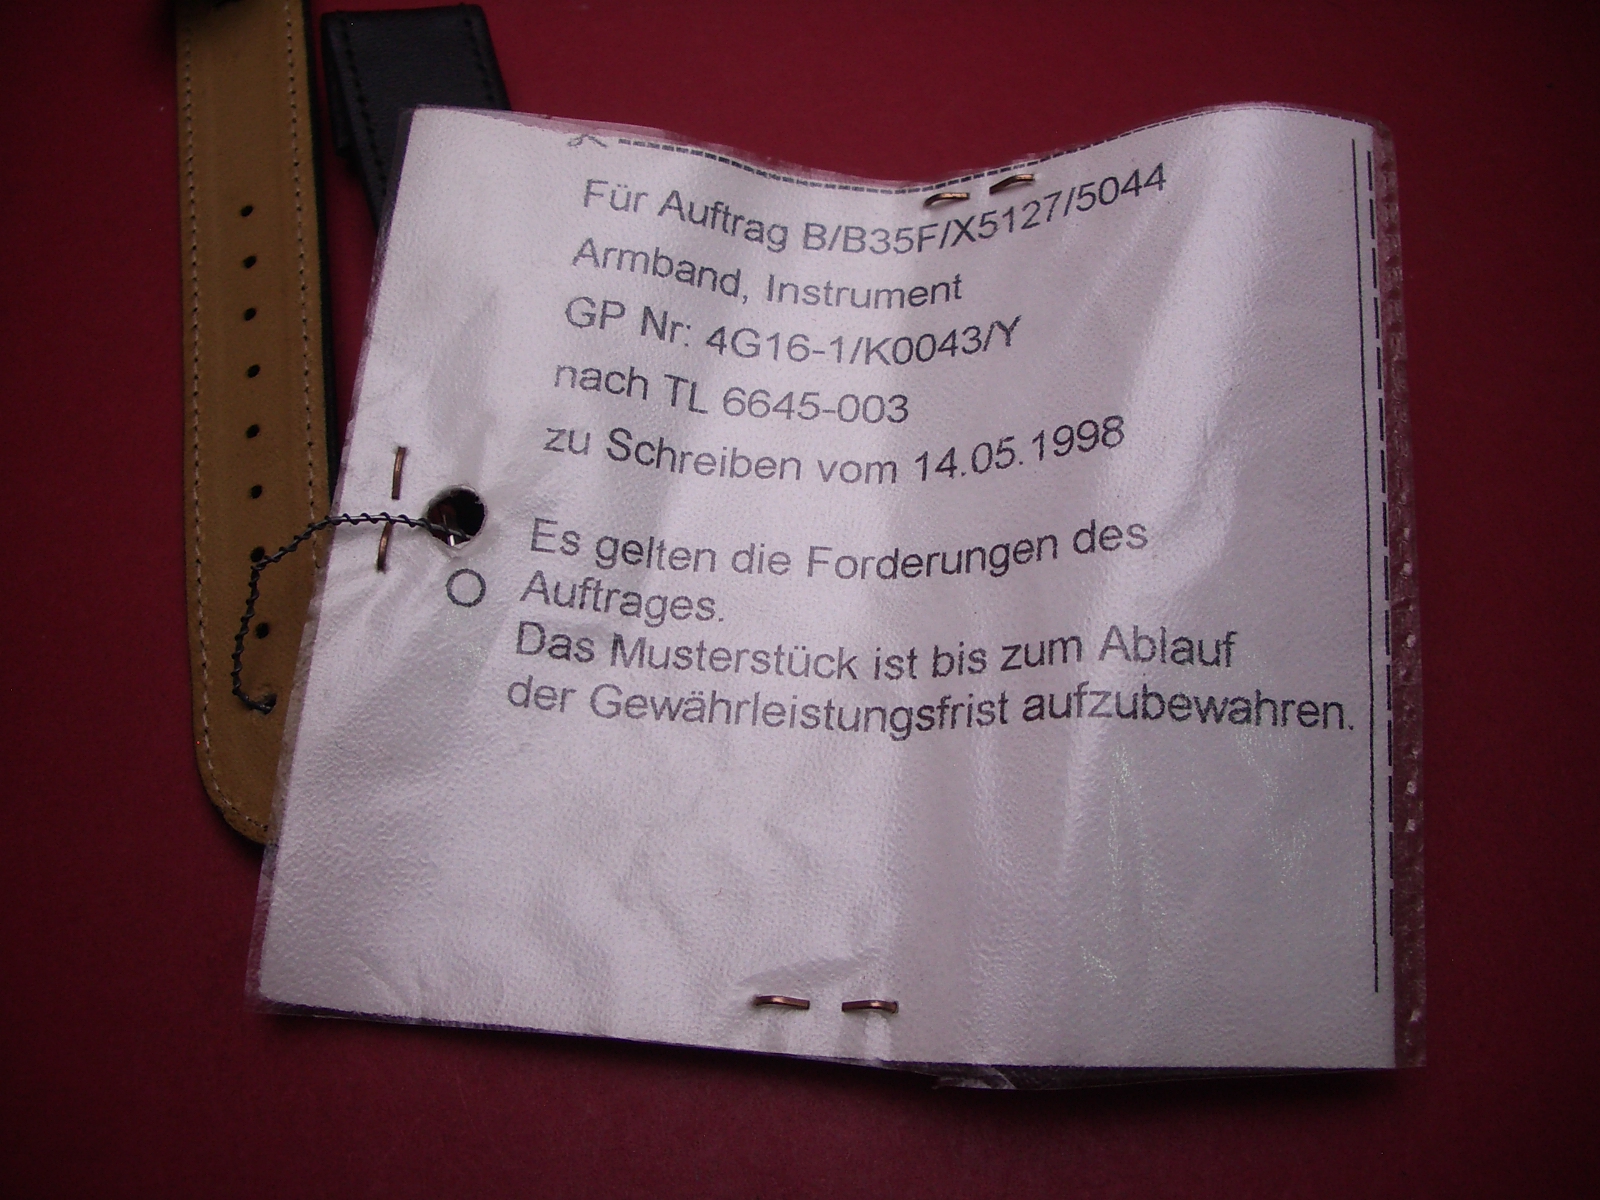 Für Auftrag B/B35F/X5127/5044
Armband, Instrument
GP Nr: 4G16-1/K0043/Y
nach TL 6645-003
zu Schreiben vom 14.05.1998
Es gelten die Forderungen des
Auftrages.
Das Musterstück ist bis zum Ablauf
der Gewährleistungsfrist aufzubewahren.